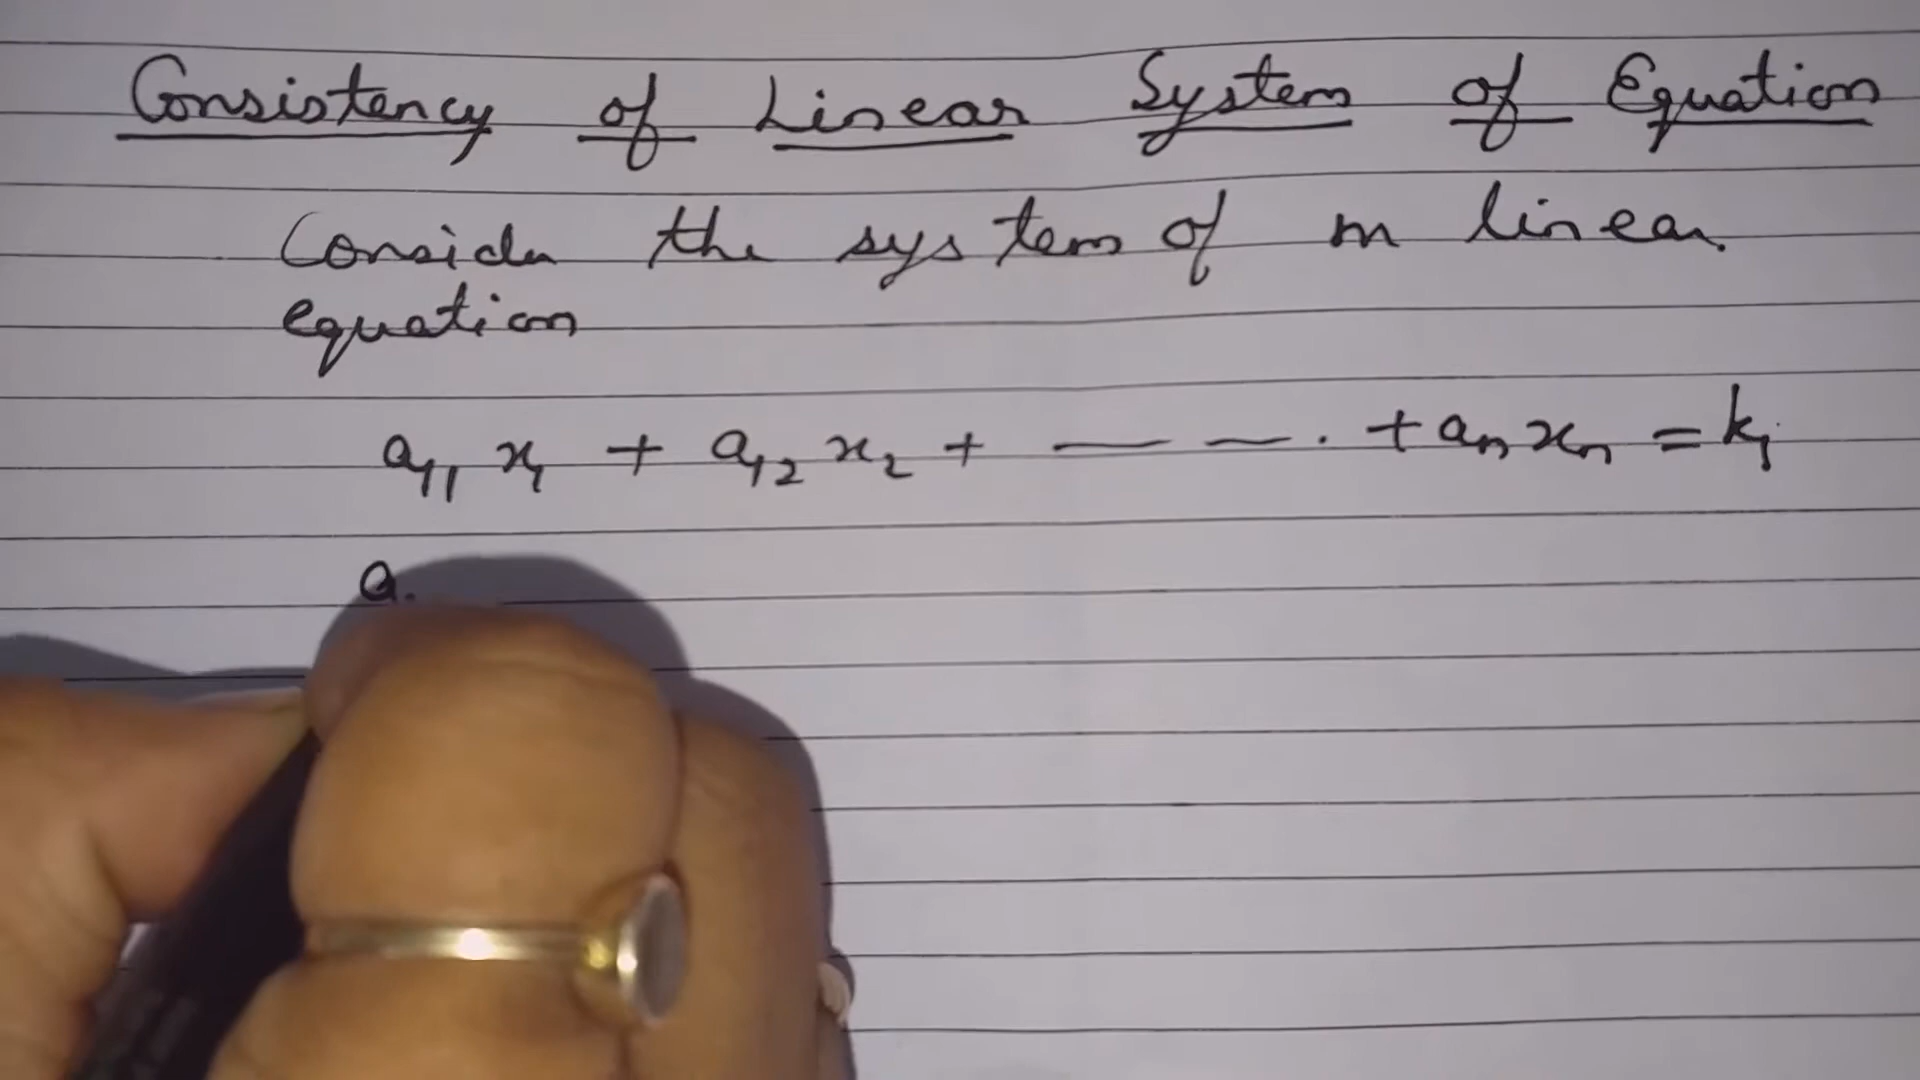 Consistency of Linear System of Equation
Consider the system of m linear
equation
a₁₁ x₁ + a₁₂ x₂ + — — . + aₙ xₙ = k₁
a